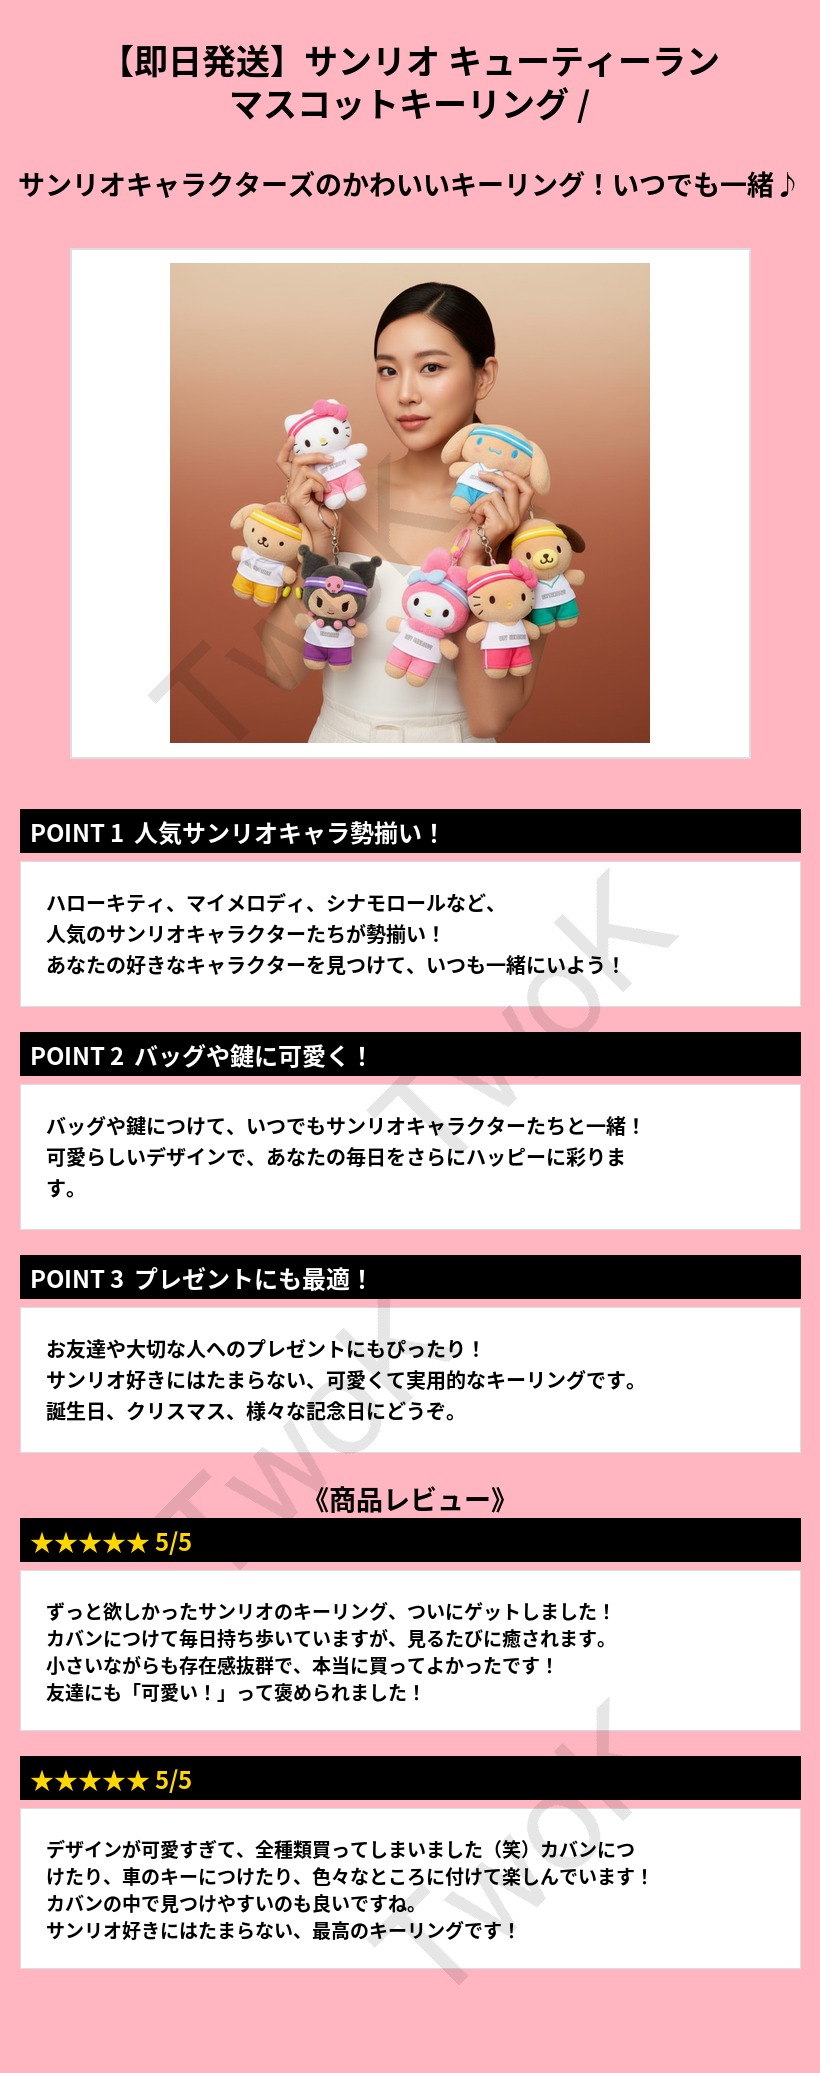 【即日発送】サンリオ キューティーラン
マスコットキーリング /
サンリオキャラクターズのかわいいキーリング！いつでも一緒♪
TwoK
POINT 1 人気サンリオキャラ勢揃い！
ハローキティ、マイメロディ、シナモロールなど、
人気のサンリオキャラクターたちが勢揃い！
あなたの好きなキャラクターを見つけて、いつも一緒にいよう！
TwoK
POINT 2 バッグや鍵に可愛く！
バッグや鍵につけて、いつでもサンリオキャラクターたちと一緒！
可愛らしいデザインで、あなたの毎日をさらにハッピーに彩りま
す。
POINT 3 プレゼントにも最適！
お友達や大切な人へのプレゼントにもぴったり！
サンリオ好きにはたまらない、可愛くて実用的なキーリングです。
誕生日、クリスマス、様々な記念日にどうぞ。
TwoK
《商品レビュー》
★★★★★ 5/5
ずっと欲しかったサンリオのキーリング、ついにゲットしました！
カバンにつけて毎日持ち歩いていますが、見るたびに癒されます。
小さいながらも存在感抜群で、本当に買ってよかったです！
友達にも「可愛い！」って褒められました！
★★★★★ 5/5
デザインが可愛すぎて、全種類買ってしまいました（笑）カバンにつ
けたり、車のキーにつけたり、色々なところに付けて楽しんでいます！
カバンの中で見つけやすいのも良いですね。
サンリオ好きにはたまらない、最高のキーリングです！
TwoK